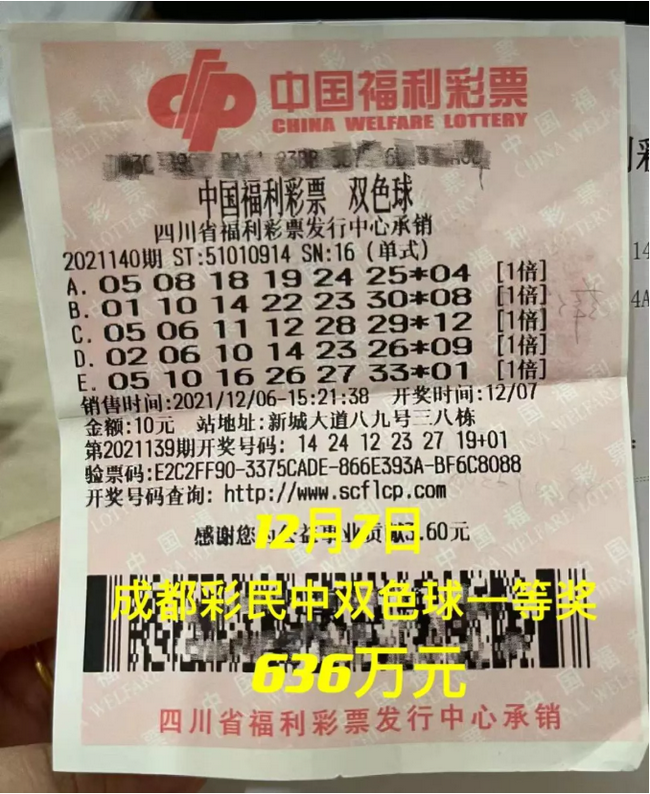 中国福利彩票
CHINA WELFARE LOTTERY
中国福利彩票 双色球
四川省福利彩票发行中心承销
2021140期 ST:51010914 SN:16 (单式)
A. 05 08 18 19 24 25*04 [1倍]
B. 01 10 14 22 23 30*08 [1倍]
C. 05 06 11 12 28 29*12 [1倍]
D. 02 06 10 14 23 26*09 [1倍]
E. 05 10 16 26 27 33*01 [1倍]
销售时间:2021/12/06-15:21:38 开奖时间:12/07
金额:10元 站地址:新城大道八九号三八栋
第2021139期开奖号码: 14 24 12 23 27 19+01
验票码:E2C2FF90-3375CADE-866E393A-BF6C8088
开奖号码查询: http://www.scflcp.com
感谢您为公益事业贡献3.60元
12月7日
成都彩民中双色球一等奖
636万元
四川省福利彩票发行中心承销